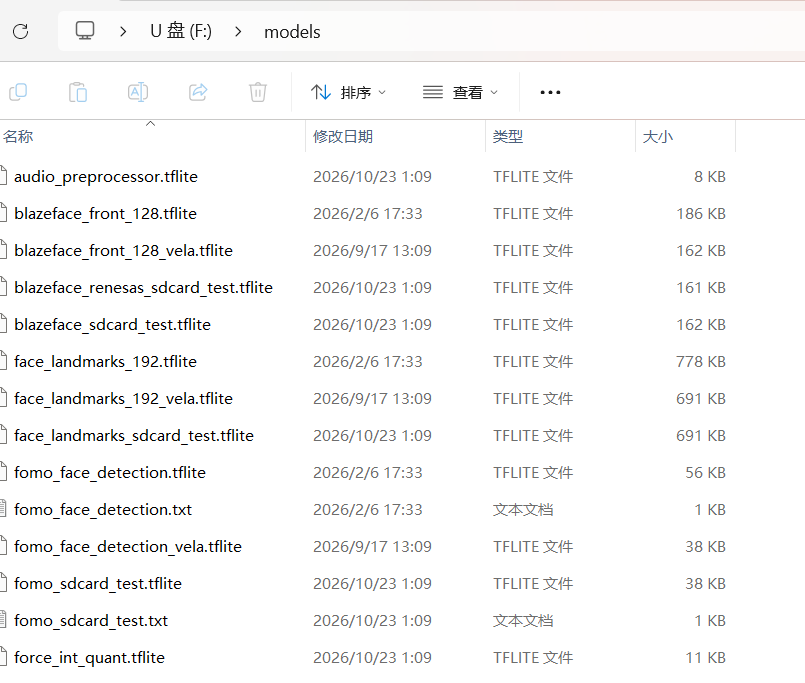 U 盘 (F:) models
排序 查看
名称 修改日期 类型 大小
audio_preprocessor.tflite 2026/10/23 1:09 TFLITE 文件 8 KB
blazeface_front_128.tflite 2026/2/6 17:33 TFLITE 文件 186 KB
blazeface_front_128_vela.tflite 2026/9/17 13:09 TFLITE 文件 162 KB
blazeface_renesas_sdcard_test.tflite 2026/10/23 1:09 TFLITE 文件 161 KB
blazeface_sdcard_test.tflite 2026/10/23 1:09 TFLITE 文件 162 KB
face_landmarks_192.tflite 2026/2/6 17:33 TFLITE 文件 778 KB
face_landmarks_192_vela.tflite 2026/9/17 13:09 TFLITE 文件 691 KB
face_landmarks_sdcard_test.tflite 2026/10/23 1:09 TFLITE 文件 691 KB
fomo_face_detection.tflite 2026/2/6 17:33 TFLITE 文件 56 KB
fomo_face_detection.txt 2026/2/6 17:33 文本文档 1 KB
fomo_face_detection_vela.tflite 2026/9/17 13:09 TFLITE 文件 38 KB
fomo_sdcard_test.tflite 2026/10/23 1:09 TFLITE 文件 38 KB
fomo_sdcard_test.txt 2026/10/23 1:09 文本文档 1 KB
force_int_quant.tflite 2026/10/23 1:09 TFLITE 文件 11 KB